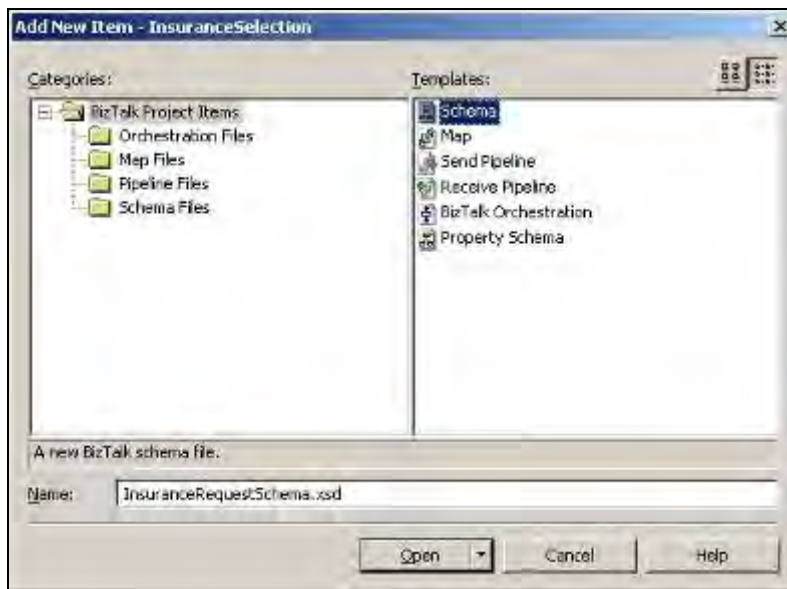 Add New Item - InsuranceSelection
Categories:
Templates:
BizTalk Project Items
Orchestration Files
Map Files
Pipeline Files
Schema Files
Schema
Map
Send Pipeline
Receive Pipeline
BizTalk Orchestration
Property Schema
A new BizTalk schema file.
Name:
InsuranceRequestSchema.xsd
Open
Cancel
Help